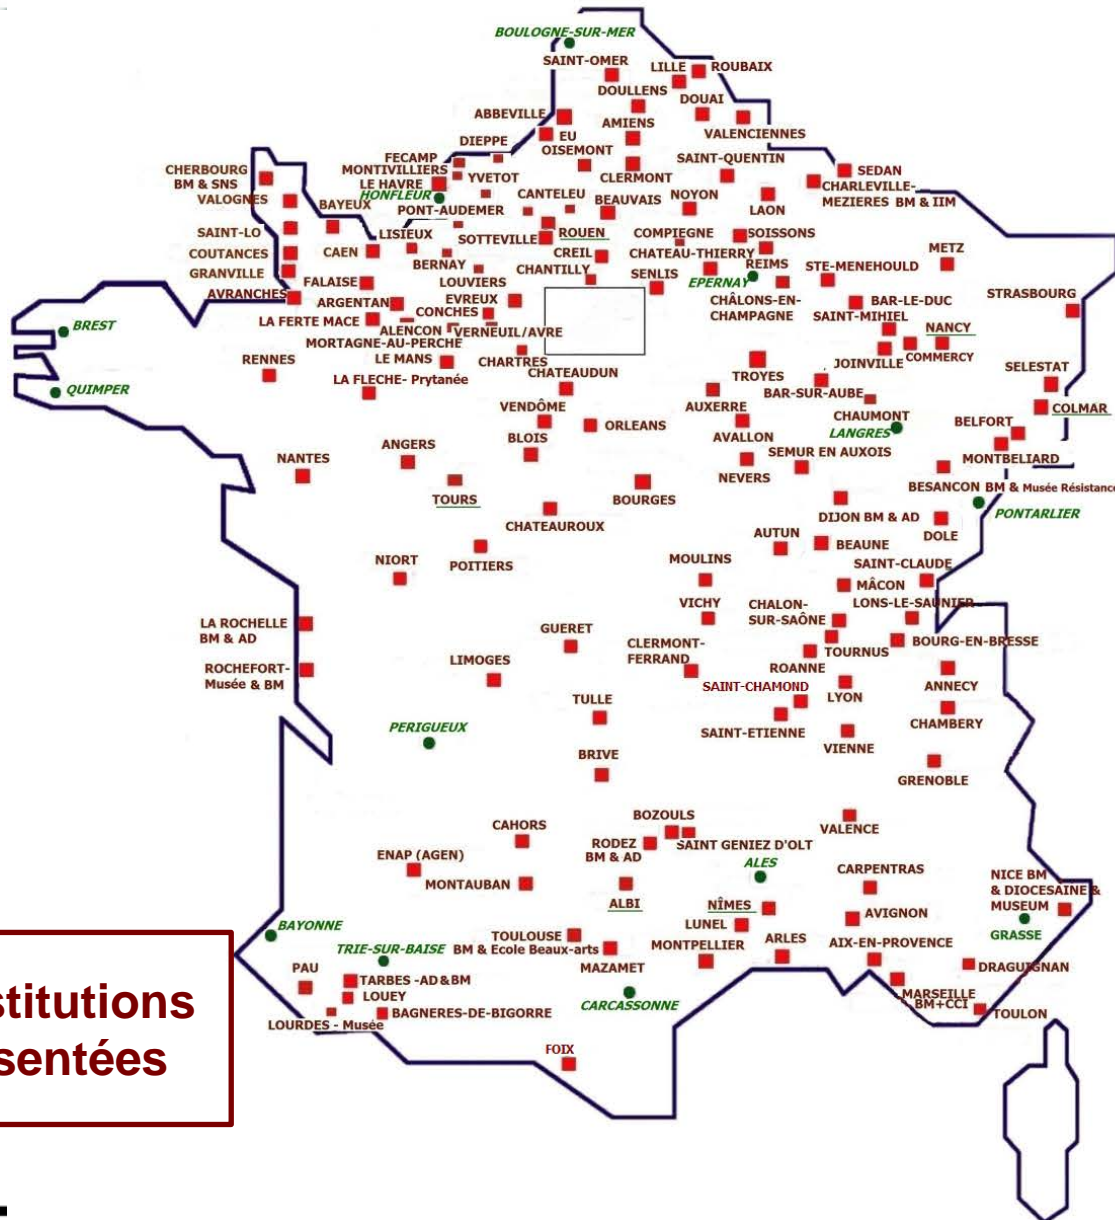 BOULOGNE-SUR-MER
SAINT-OMER
LILLE
ROUBAIX
DOULLENS
DOUAI
ABBEVILLE
AMIENS
VALENCIENNES
EU
DIEPPE
OISEMONT
SAINT-QUENTIN
FECAMP
MONTIVILLIERS
YVETOT
LE HAVRE
HONFLEUR
CLERMONT
SEDAN
CHARLEVILLE-
MEZIERES BM & IIM
CHERBOURG
BM & SNS
VALOGNES
BAYEUX
PONT-AUDEMER
CANTELEU
BEAUVAIS
NOYON
LAON
SAINT-LO
LISIEUX
SOTTEVILLE
ROUEN
COMPIEGNE
SOISSONS
COUTANCES
CAEN
BERNAY
CREIL
CHATEAU-THIERRY
REIMS
METZ
GRANVILLE
FALAISE
LOUVIERS
CHANTILLY
SENLIS
EPERNAY
STE-MENEHOULD
AVRANCHES
ARGENTAN
EVREUX
CONCHES
CHÂLONS-EN-
CHAMPAGNE
BAR-LE-DUC
STRASBOURG
LA FERTE MACE
ALENCON
VERNEUIL/AVRE
SAINT-MIHIEL
NANCY
MORTAGNE-AU-PERCHE
BREST
RENNES
LE MANS
CHARTRES
JOINVILLE
COMMERCY
QUIMPER
LA FLECHE- Prytanée
CHATEAUDUN
TROYES
BAR-SUR-AUBE
SELESTAT
VENDÔME
AUXERRE
CHAUMONT
COLMAR
ORLEANS
AVALLON
LANGRES
BELFORT
BLOIS
ANGERS
NANTES
SEMUR EN AUXOIS
MONTBELIARD
NEVERS
TOURS
BOURGES
BESANCON BM & Musée Résistance
CHATEAUROUX
DIJON BM & AD
PONTARLIER
AUTUN
DOLE
BEAUNE
NIORT
POITIERS
MOULINS
SAINT-CLAUDE
MÂCON
VICHY
CHALON-
SUR-SAÔNE
LONS-LE-SAUNIER
LA ROCHELLE
BM & AD
GUERET
CLERMONT-
FERRAND
TOURNUS
BOURG-EN-BRESSE
ROCHEFORT-
Musée & BM
LIMOGES
ROANNE
SAINT-CHAMOND
LYON
ANNECY
TULLE
PERIGUEUX
SAINT-ETIENNE
CHAMBERY
VIENNE
BRIVE
GRENOBLE
CAHORS
BOZOULS
VALENCE
RODEZ
BM & AD
SAINT GENIEZ D'OLT
ENAP (AGEN)
ALES
CARPENTRAS
NICE BM
& DIOCESAINE &
MUSEUM
MONTAUBAN
ALBI
NÎMES
AVIGNON
BAYONNE
LUNEL
GRASSE
TRIE-SUR-BAISE
TOULOUSE
BM & Ecole Beaux-arts
MONTPELLIER
ARLES
AIX-EN-PROVENCE
PAU
MAZAMET
DRAGUIGNAN
TARBES -AD&BM
LOUEY
CARCASSONNE
MARSEILLE
BM+CCI
TOULON
BAGNERES-DE-BIGORRE
LOURDES - Musée
stitutions
sentées
FOIX